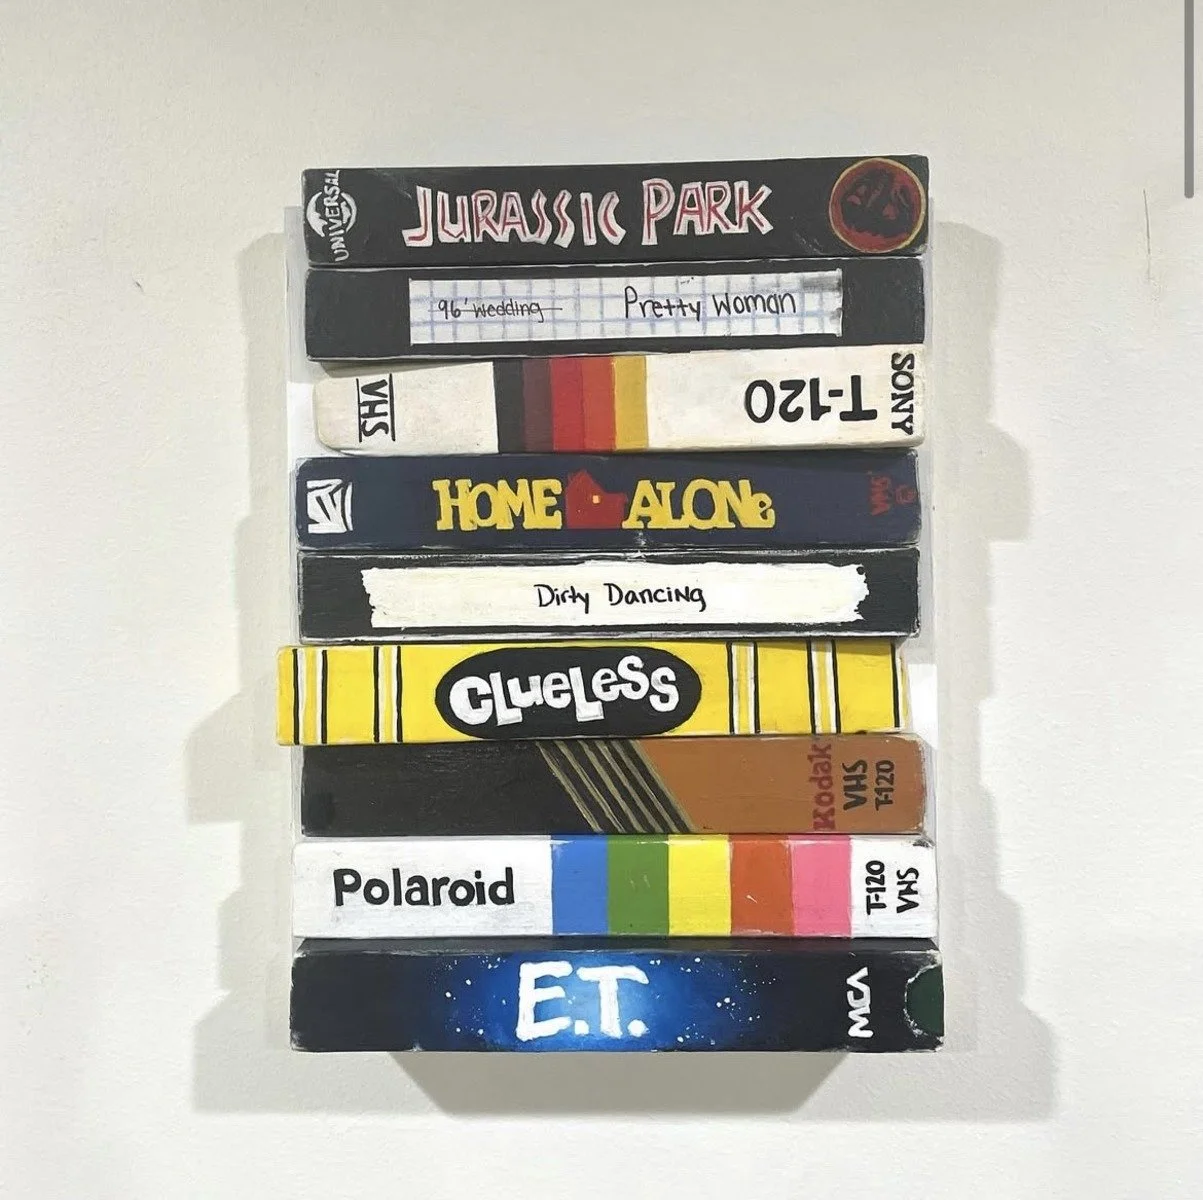 UNIVERSAL JURASSIC PARK
96' wedding Pretty Woman
VHS T-120 SONY
HOME ALONe VHS
Dirty Dancing
CLueLeSS
Kodak VHS T-120
Polaroid T-120 VHS
E.T. MCA